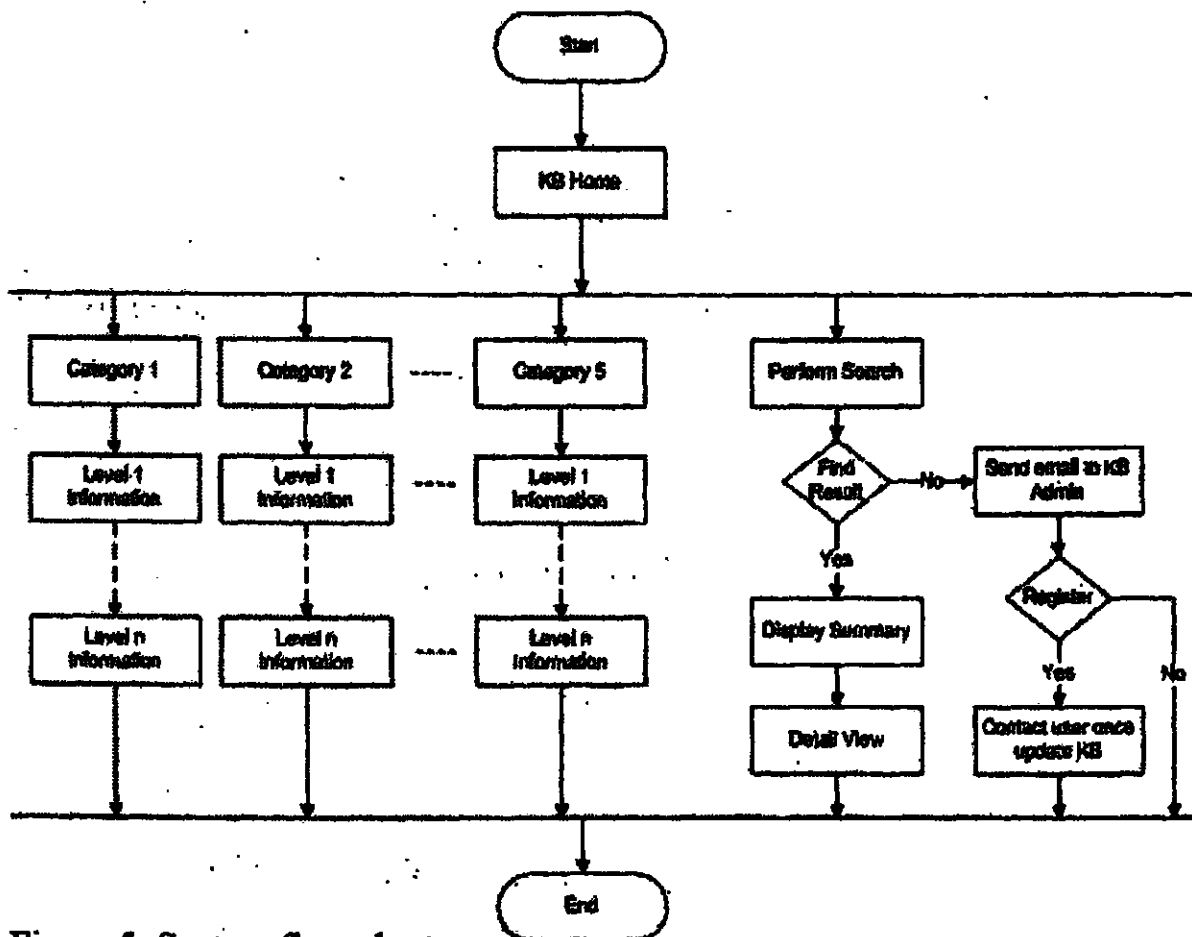 Start
KB Home
Category 1
Category 2
Category 5
Perform Search
Level 1
Information
Level 1
Information
Level 1
Information
Find
Result
No
Send email to KB
Admin
Yes
Register
Level n
Information
Level n
Information
Level n
Information
Display Summary
Yes
No
Detail View
Contact user once
update KB
End